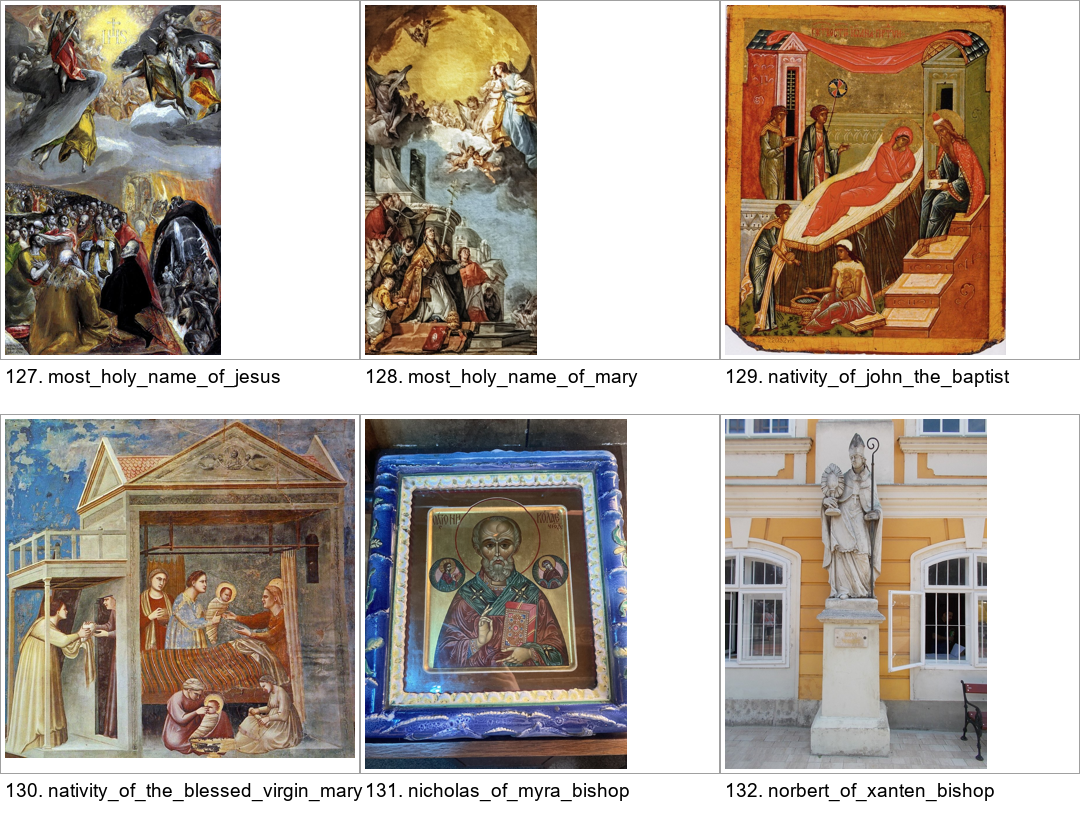 127. most_holy_name_of_jesus
128. most_holy_name_of_mary
129. nativity_of_john_the_baptist
130. nativity_of_the_blessed_virgin_mary
131. nicholas_of_myra_bishop
132. norbert_of_xanten_bishop